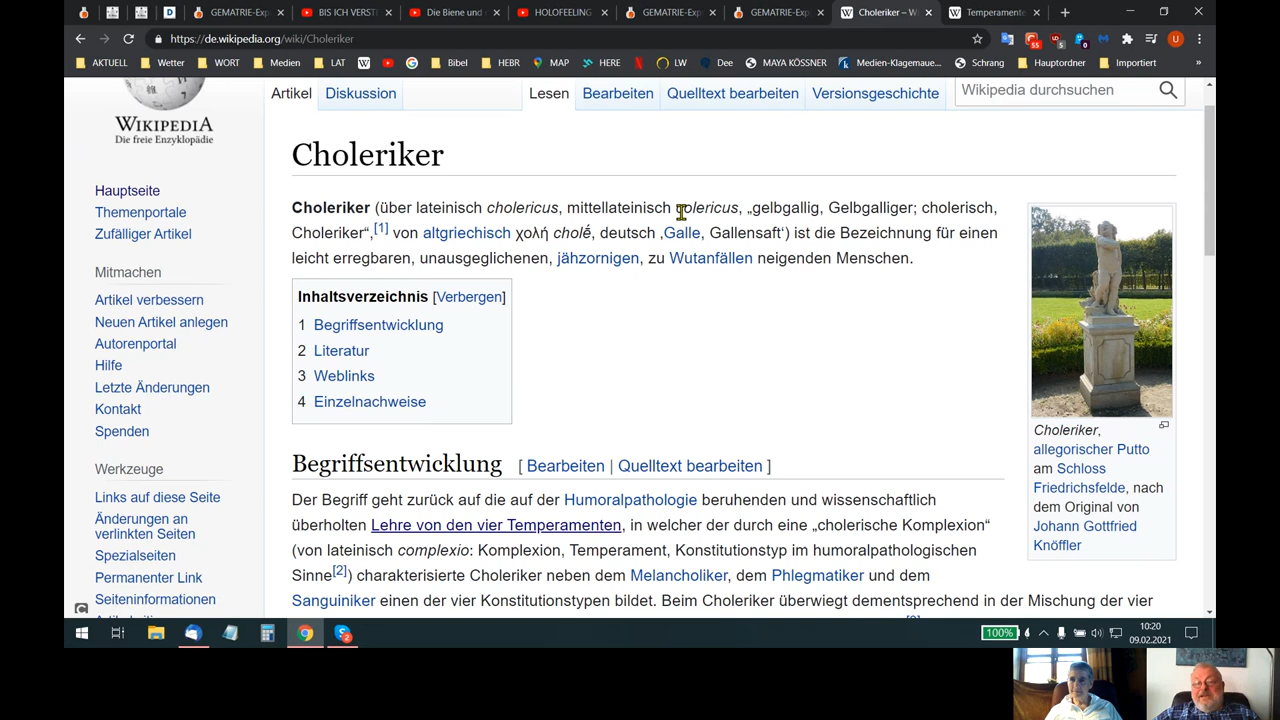 GEMATRIE-Exp
BIS ICH VERST
Die Biene und
HOLOFEELING
GEMATRIE-Exp
GEMATRIE-Exp
Choleriker – W
Temperamente
https://de.wikipedia.org/wiki/Choleriker
AKTUELL Wetter WORT Medien LAT Bibel HEBR MAP HERE LW Dee MAYA KÖSSNER Medien-Klagemaue... Schrang Hauptordner Importiert
Artikel Diskussion Lesen Bearbeiten Quelltext bearbeiten Versionsgeschichte Wikipedia durchsuchen
WIKIPEDIA
Die freie Enzyklopädie
Hauptseite
Themenportale
Zufälliger Artikel
Mitmachen
Artikel verbessern
Neuen Artikel anlegen
Autorenportal
Hilfe
Letzte Änderungen
Kontakt
Spenden
Werkzeuge
Links auf diese Seite
Änderungen an
verlinkten Seiten
Spezialseiten
Permanenter Link
Seiteninformationen
Choleriker
Choleriker (über lateinisch cholericus, mittellateinisch colericus, „gelbgallig, Gelbgalliger; cholerisch,
Choleriker“,[1] von altgriechisch χολή cholḗ, deutsch ‚Galle, Gallensaft‘) ist die Bezeichnung für einen
leicht erregbaren, unausgeglichenen, jähzornigen, zu Wutanfällen neigenden Menschen.
Inhaltsverzeichnis [Verbergen]
1 Begriffsentwicklung
2 Literatur
3 Weblinks
4 Einzelnachweise
Choleriker,
allegorischer Putto
am Schloss
Friedrichsfelde, nach
dem Original von
Johann Gottfried
Knöffler
Begriffsentwicklung [ Bearbeiten | Quelltext bearbeiten ]
Der Begriff geht zurück auf die auf der Humoralpathologie beruhenden und wissenschaftlich
überholten Lehre von den vier Temperamenten, in welcher der durch eine „cholerische Komplexion“
(von lateinisch complexio: Komplexion, Temperament, Konstitutionstyp im humoralpathologischen
Sinne[2]) charakterisierte Choleriker neben dem Melancholiker, dem Phlegmatiker und dem
Sanguiniker einen der vier Konstitutionstypen bildet. Beim Choleriker überwiegt dementsprechend in der Mischung der vier
100%
10:20
09.02.2021